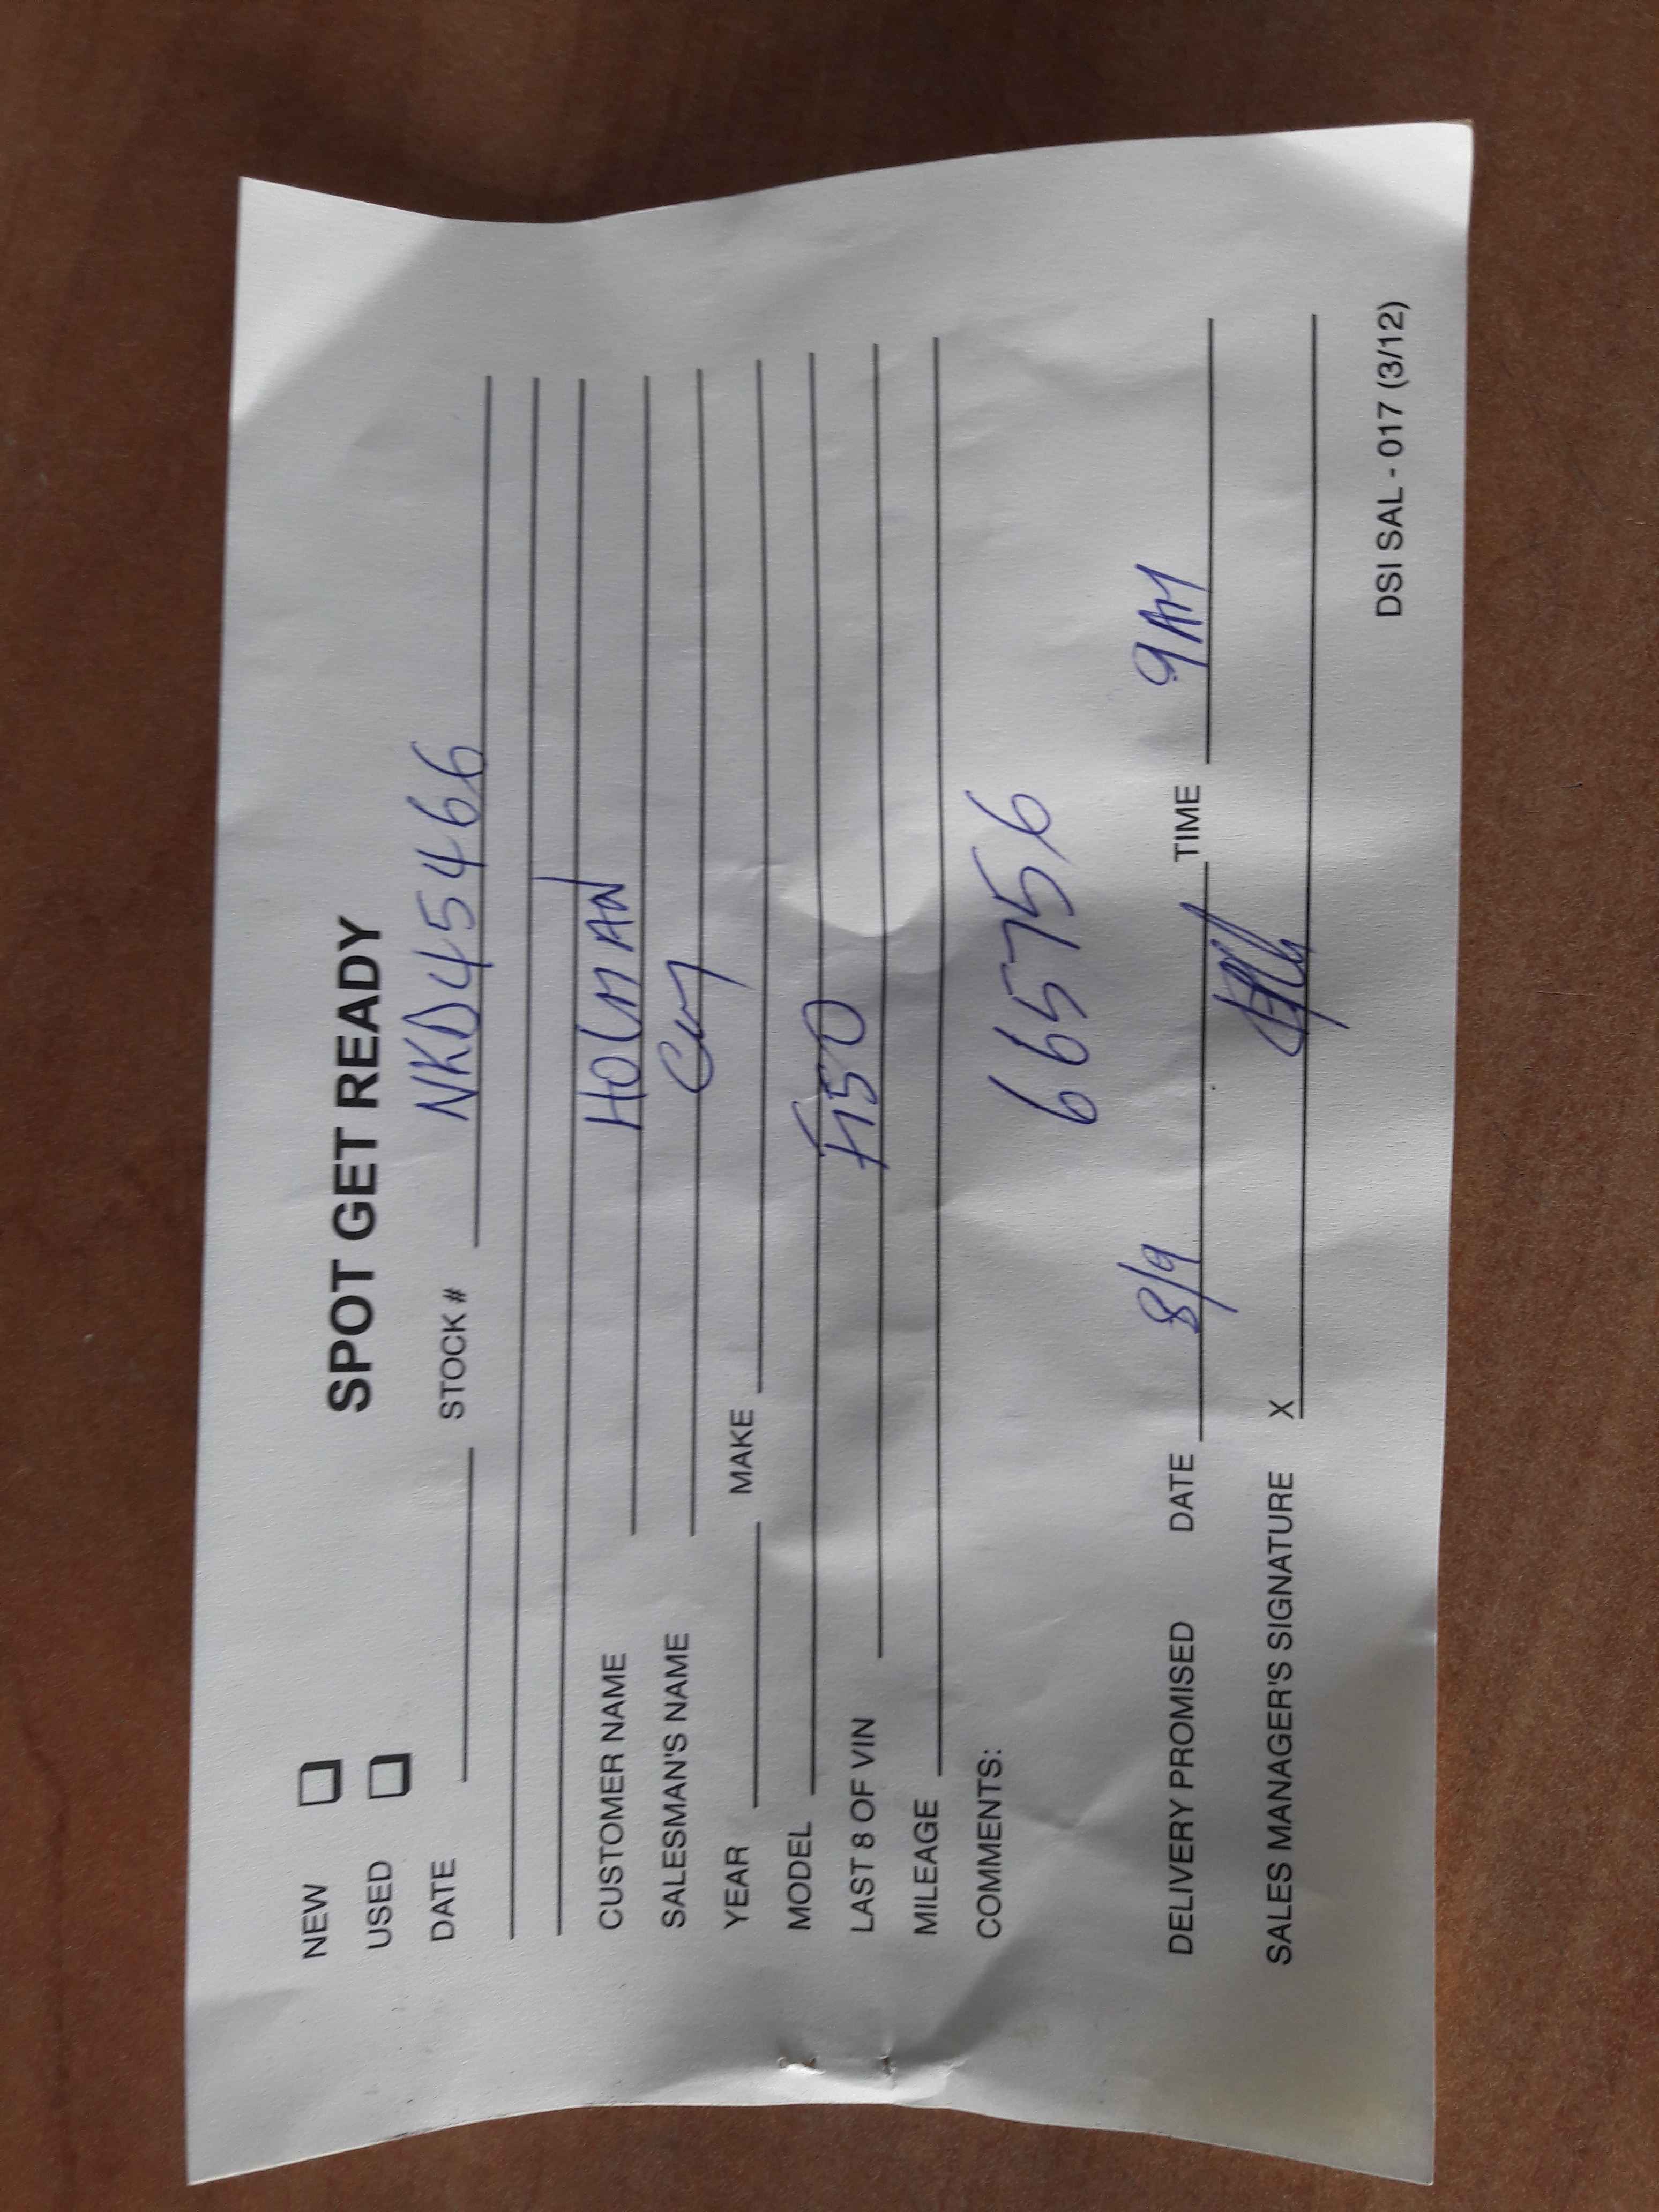 SPOT GET READY
NEW
USED
DATE STOCK # NKD45466
CUSTOMER NAME HOLMAN
SALESMAN'S NAME
YEAR MAKE
MODEL F150
LAST 8 OF VIN
MILEAGE
COMMENTS: 665756
DELIVERY PROMISED DATE 8/9 TIME 9AM
SALES MANAGER'S SIGNATURE X
DSI SAL - 017 (3/12)